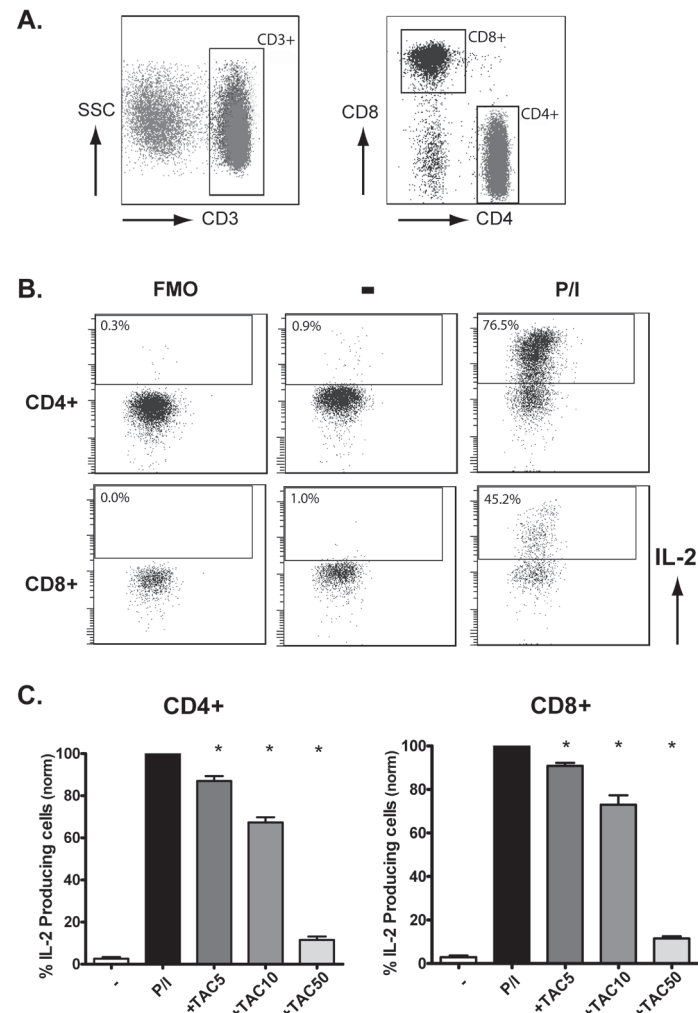 A.
CD3+
SSC
CD3
CD8+
CD8
CD4+
CD4
B.
FMO - P/I
CD4+
0.3%
0.9%
76.5%
CD8+
0.0%
1.0%
45.2%
IL-2
C.
CD4+
% IL-2 Producing cells (norm)
100
80
60
40
20
0
* * *
- P/I +TAC5 +TAC10 +TAC50
CD8+
% IL-2 Producing cells (norm)
100
80
60
40
20
0
* * *
- P/I +TAC5 +TAC10 +TAC50